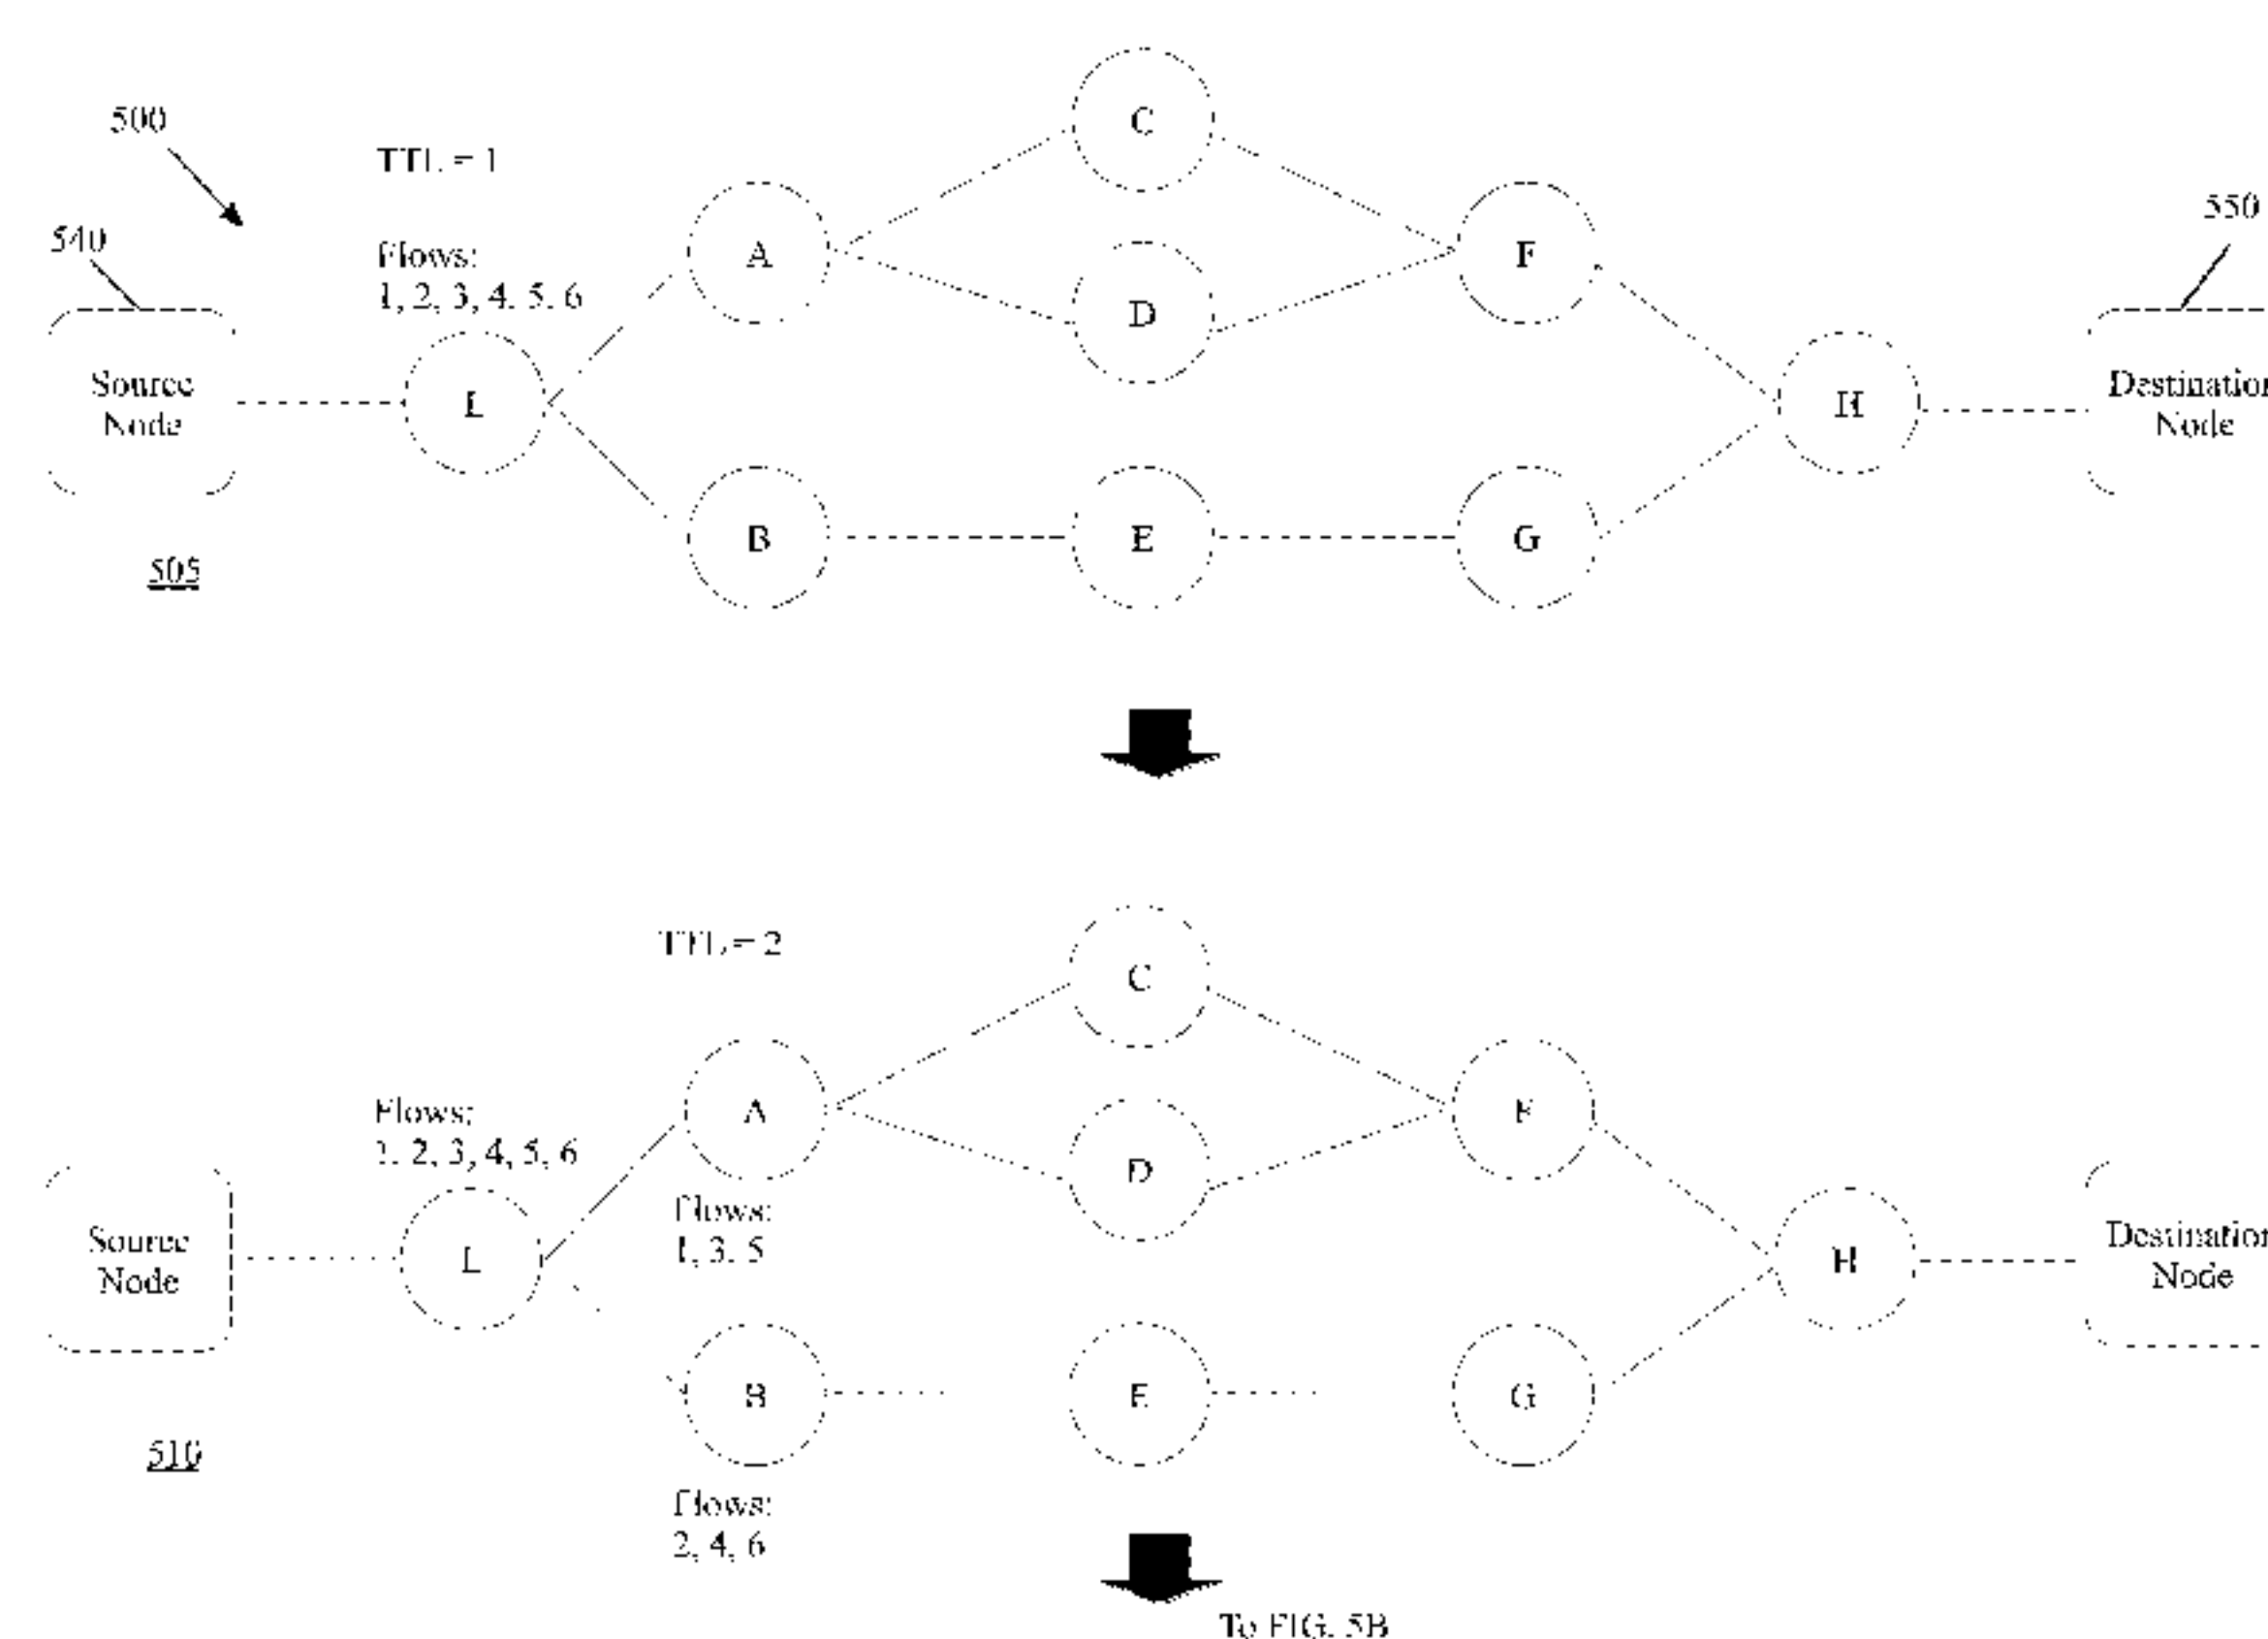 500
TTL = 1
C
540
Flows:
1, 2, 3, 4, 5, 6
A
F
550
D
Source
Node
L
H
Destination
Node
B
E
G
505
TTL = 2
C
Flows:
1, 2, 3, 4, 5, 6
A
F
D
Flows:
1, 3, 5
Source
Node
L
H
Destination
Node
B
E
G
510
Flows:
2, 4, 6
To FIG. 5B